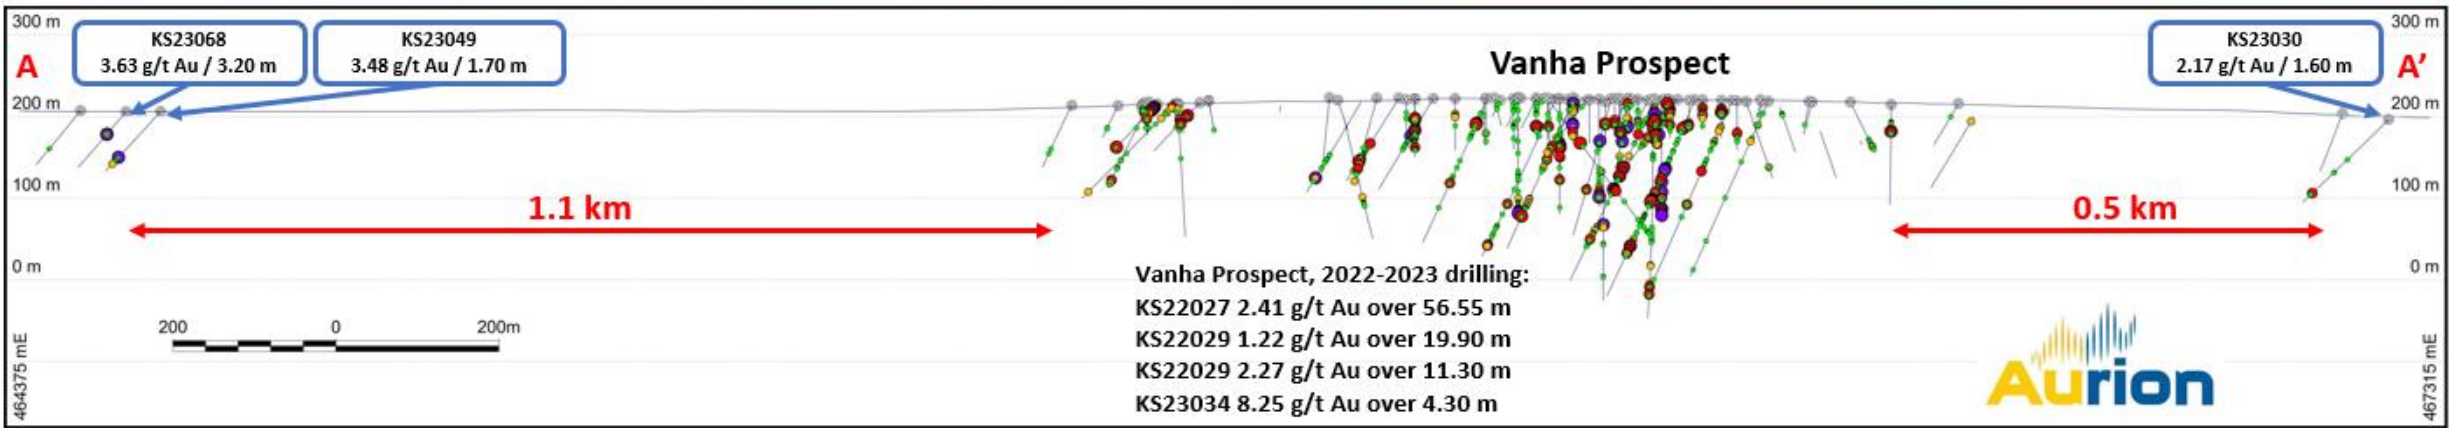 300 m
300 m
KS23068
3.63 g/t Au / 3.20 m
KS23049
3.48 g/t Au / 1.70 m
Vanha Prospect
KS23030
2.17 g/t Au / 1.60 m
A
A’
200 m
200 m
100 m
100 m
1.1 km
0.5 km
0 m
0 m
Vanha Prospect, 2022-2023 drilling:
KS22027 2.41 g/t Au over 56.55 m
KS22029 1.22 g/t Au over 19.90 m
KS22029 2.27 g/t Au over 11.30 m
KS23034 8.25 g/t Au over 4.30 m
200 0 200m
464375 mE
467315 mE
Aurion